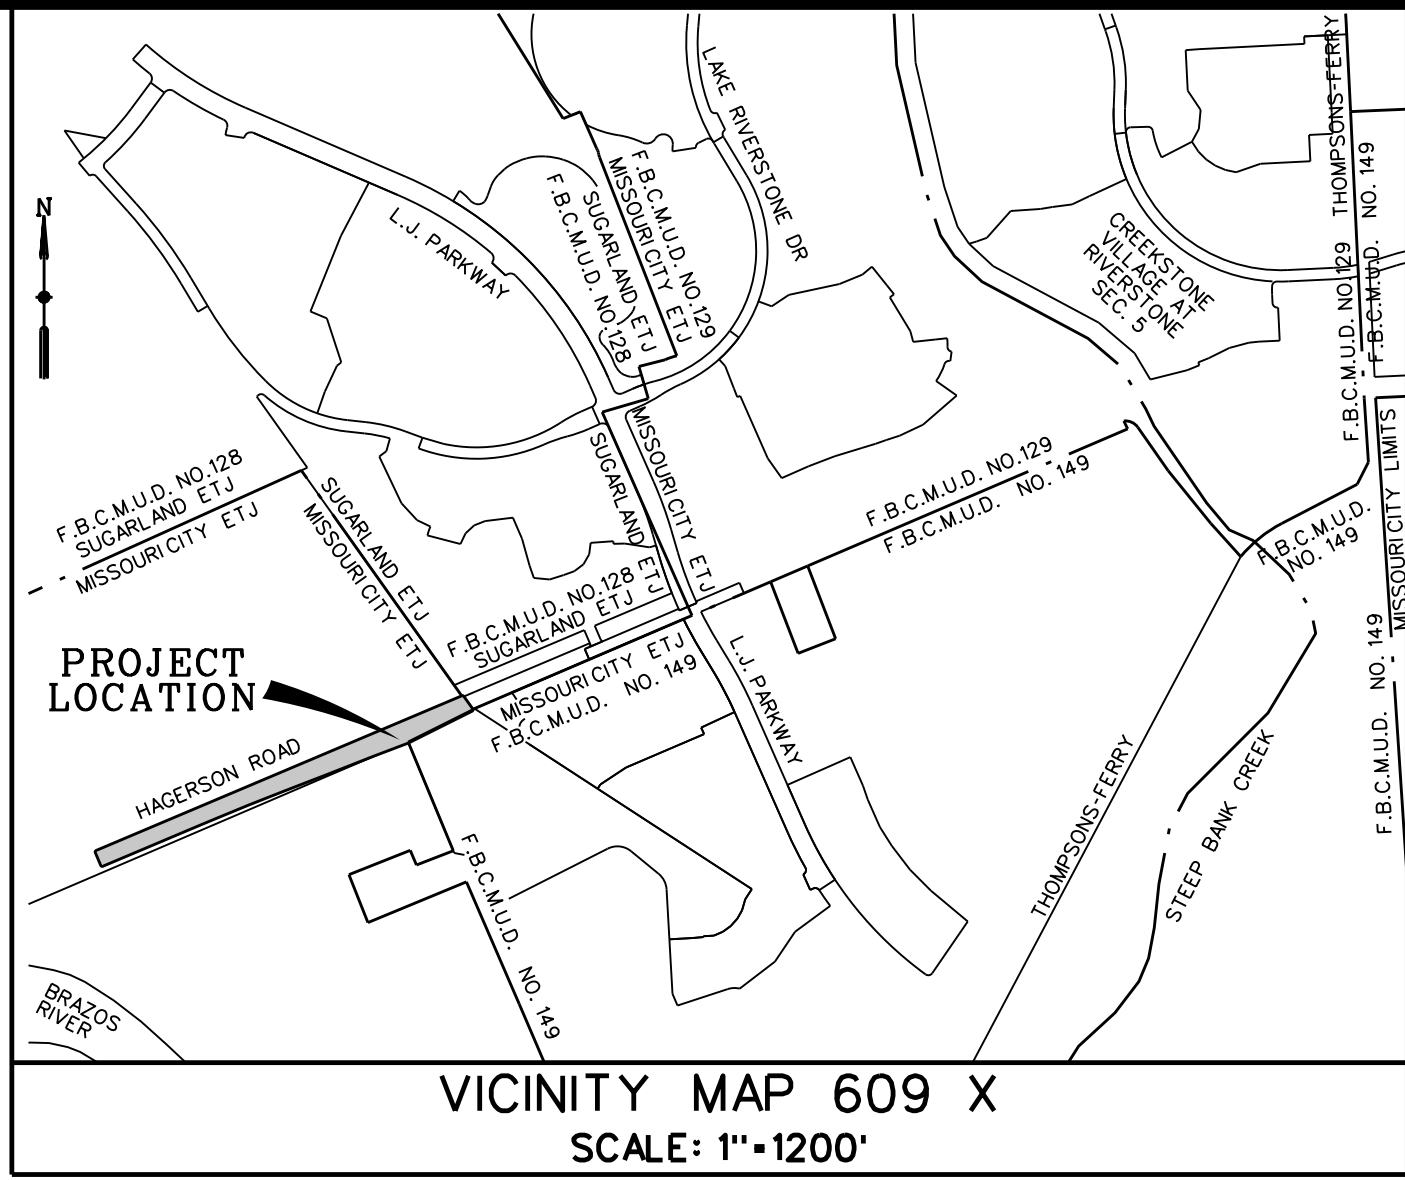 N
L.J. PARKWAY
LAKE RIVERSTONE DR
F.B.C.M.U.D. NO.129
MISSOURI CITY ETJ
SUGARLAND ETJ
F.B.C.M.U.D. NO.128
THOMPSONS-FERRY
F.B.C.M.U.D. NO.129
F.B.C.M.U.D. NO. 149
CREEKSTONE
VILLAGE AT
RIVERSTONE
SEC. 5
F.B.C.M.U.D. NO.128
SUGARLAND ETJ
MISSOURI CITY ETJ
SUGARLAND ETJ
MISSOURI CITY ETJ
MISSOURI CITY ETJ
SUGARLAND ETJ
F.B.C.M.U.D. NO.129
F.B.C.M.U.D. NO. 149
MISSOURI CITY LIMITS
F.B.C.M.U.D.
NO. 149
F.B.C.M.U.D. NO. 149
F.B.C.M.U.D. NO.128
SUGARLAND ETJ
MISSOURI CITY ETJ
F.B.C.M.U.D. NO. 149
PROJECT
LOCATION
HAGERSON ROAD
L.J. PARKWAY
THOMPSONS-FERRY
STEEP BANK CREEK
F.B.C.M.U.D. NO. 149
BRAZOS
RIVER
VICINITY MAP 609 X
SCALE: 1"=1200'